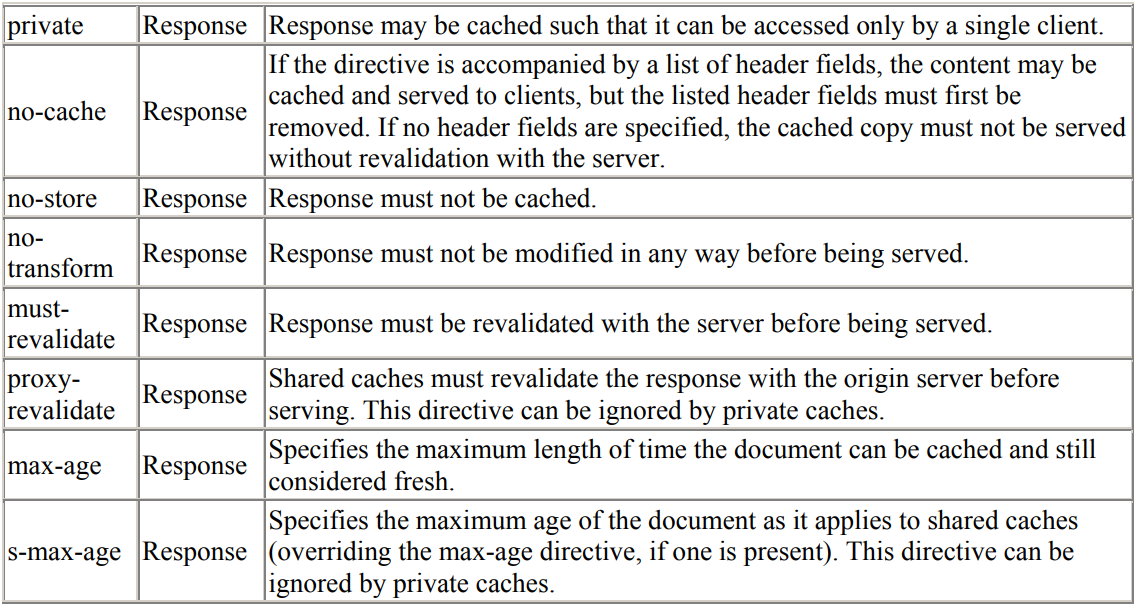 private Response Response may be cached such that it can be accessed only by a single client.
no-cache Response If the directive is accompanied by a list of header fields, the content may be
cached and served to clients, but the listed header fields must first be
removed. If no header fields are specified, the cached copy must not be served
without revalidation with the server.
no-store Response Response must not be cached.
no-
transform Response Response must not be modified in any way before being served.
must-
revalidate Response Response must be revalidated with the server before being served.
proxy-
revalidate Response Shared caches must revalidate the response with the origin server before
serving. This directive can be ignored by private caches.
max-age Response Specifies the maximum length of time the document can be cached and still
considered fresh.
s-max-age Response Specifies the maximum age of the document as it applies to shared caches
(overriding the max-age directive, if one is present). This directive can be
ignored by private caches.